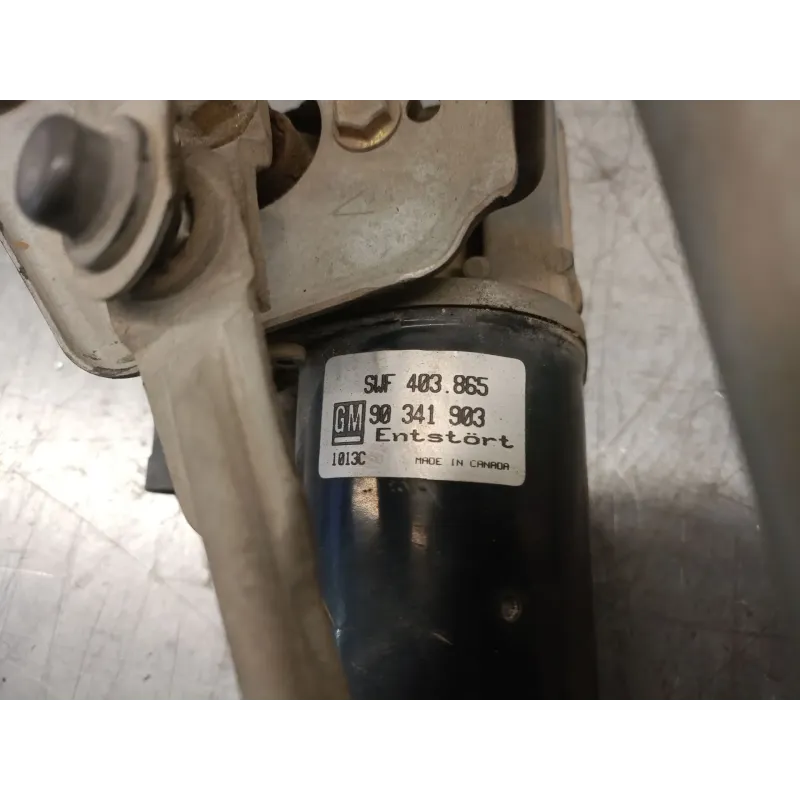 SWF 403.865
GM 90 341 903
Entstört
1013C MADE IN CANADA